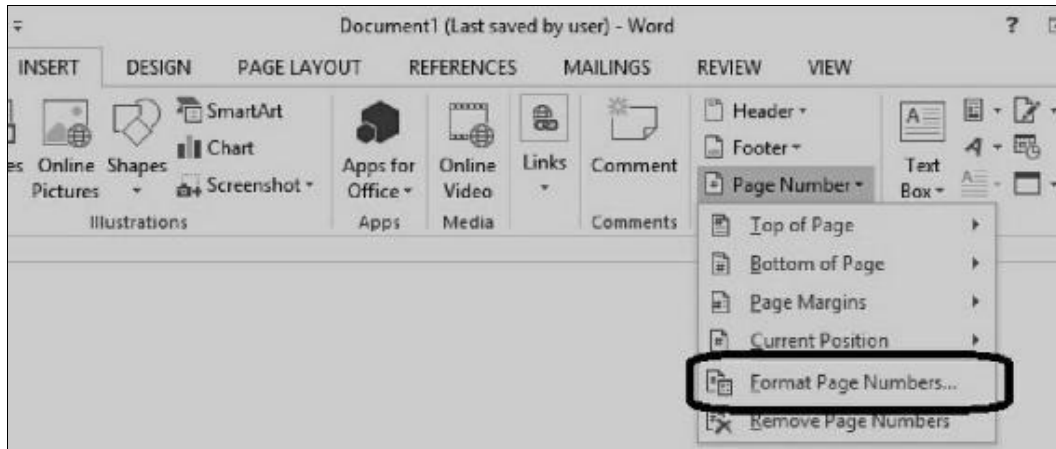 Document1 (Last saved by user) - Word ?
INSERT DESIGN PAGE LAYOUT REFERENCES MAILINGS REVIEW VIEW
SmartArt
Chart
Screenshot
Online Pictures
Shapes
Apps for Office
Online Video
Links
Comment
Header
Footer
Page Number
Text Box
Illustrations Apps Media Comments
Top of Page
Bottom of Page
Page Margins
Current Position
Format Page Numbers...
Remove Page Numbers